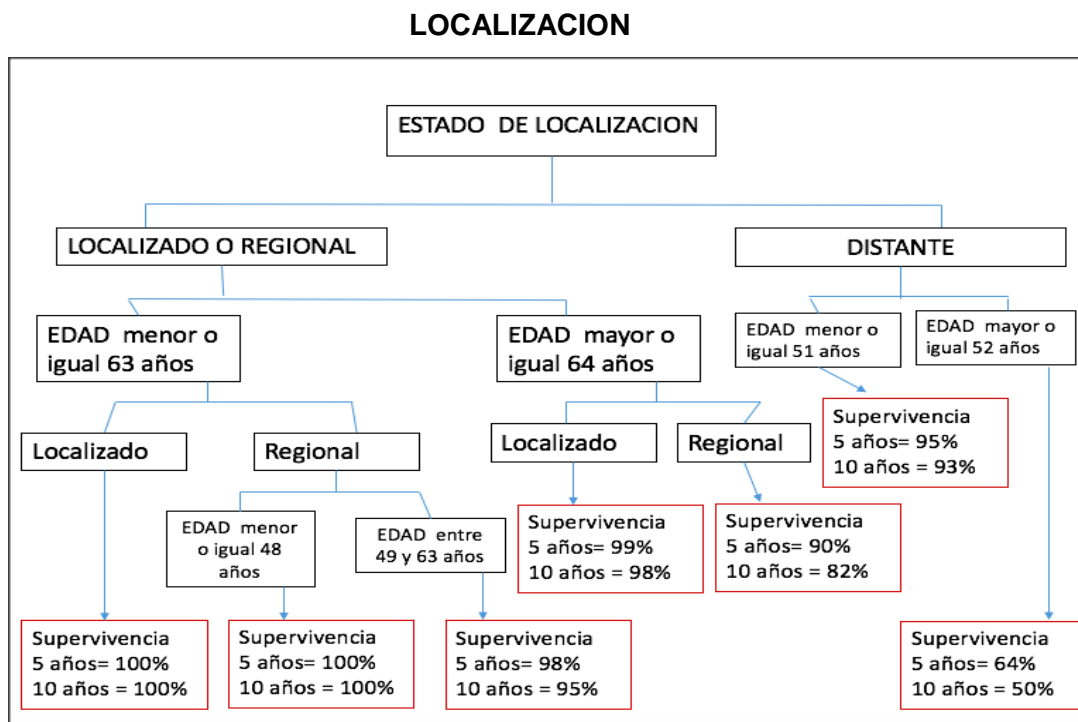 LOCALIZACION
ESTADO DE LOCALIZACION
LOCALIZADO O REGIONAL
DISTANTE
EDAD menor o
igual 63 años
EDAD mayor o
igual 64 años
EDAD menor o
igual 51 años
EDAD mayor o
igual 52 años
Localizado
Regional
Localizado
Regional
Supervivencia
5 años= 95%
10 años = 93%
EDAD menor
o igual 48
años
EDAD entre
49 y 63 años
Supervivencia
5 años= 99%
10 años = 98%
Supervivencia
5 años= 90%
10 años = 82%
Supervivencia
5 años= 100%
10 años = 100%
Supervivencia
5 años= 100%
10 años = 100%
Supervivencia
5 años= 98%
10 años = 95%
Supervivencia
5 años= 64%
10 años = 50%